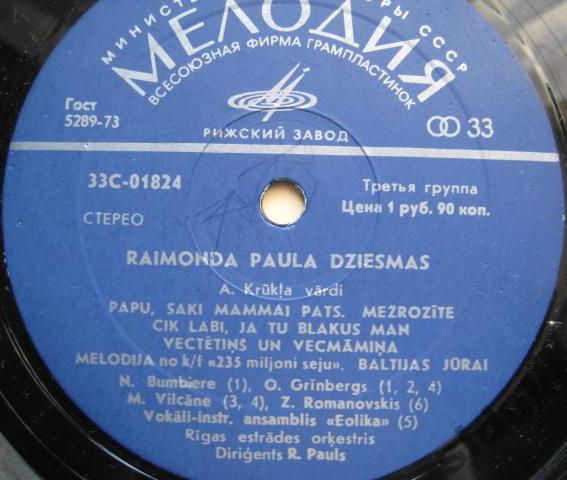 МИНИСТЕ РЫ СССР
МЕЛОДИЯ
ВСЕСОЮЗНАЯ ФИРМА ГРАМПЛАСТИНОК
Гост
5289-73
33
РИЖСКИЙ ЗАВОД
33С-01824
Третья группа
Цена 1 руб. 90 коп.
СТЕРЕО
RAIMONDA PAULA DZIESMAS
A. Krūkļa vārdi
PAPU, SAKI MAMMAI PATS. MEŽROZĪTE
CIK LABI, JA TU BLAKUS MAN
VECTĒTIŅŠ UN VECMĀMIŅA
MELODIJA no k/f «235 miljoni seju». BALTIJAS JŪRAI
N. Bumbiere (1), O. Grīnbergs (1, 2, 4)
M. Vilcāne (3, 4), Z. Romanovskis (6)
Vokāli-instr. ansamblis «Eolika» (5)
Rīgas estrādes orķestris
Diriģents R. Pauls